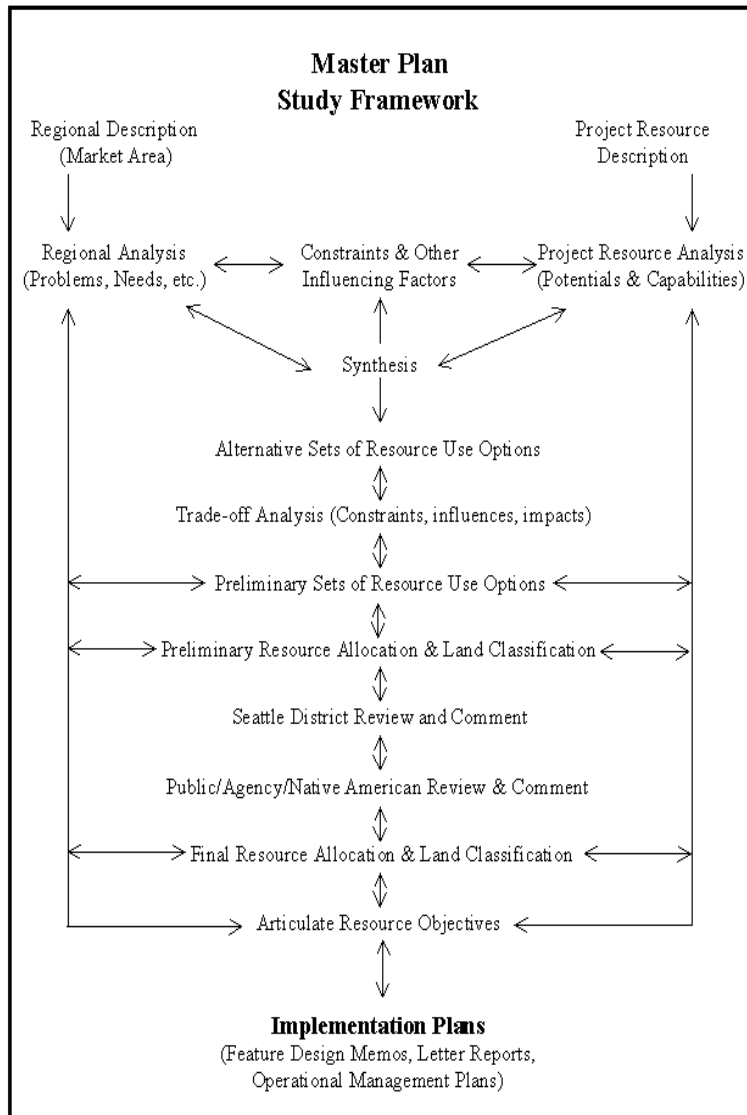 Master Plan
Study Framework
Regional Description
(Market Area)
Project Resource
Description
Regional Analysis
(Problems, Needs, etc.)
Constraints & Other
Influencing Factors
Project Resource Analysis
(Potentials & Capabilities)
Synthesis
Alternative Sets of Resource Use Options
Trade-off Analysis (Constraints, influences, impacts)
Preliminary Sets of Resource Use Options
Preliminary Resource Allocation & Land Classification
Seattle District Review and Comment
Public/Agency/Native American Review & Comment
Final Resource Allocation & Land Classification
Articulate Resource Objectives
Implementation Plans
(Feature Design Memos, Letter Reports,
Operational Management Plans)